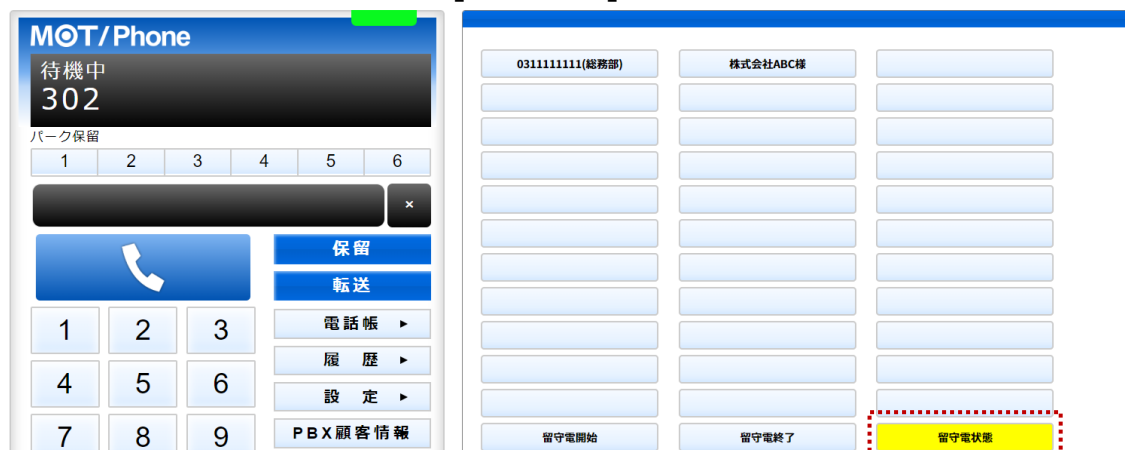 MOT/Phone
待機中
302
パーク保留
1 2 3 4 5 6
×
保留
転送
1 2 3
電話帳 ►
履 歴 ►
4 5 6
設 定 ►
7 8 9
PBX顧客情報
0311111111(総務部) 株式会社ABC様
留守電開始 留守電終了 留守電状態